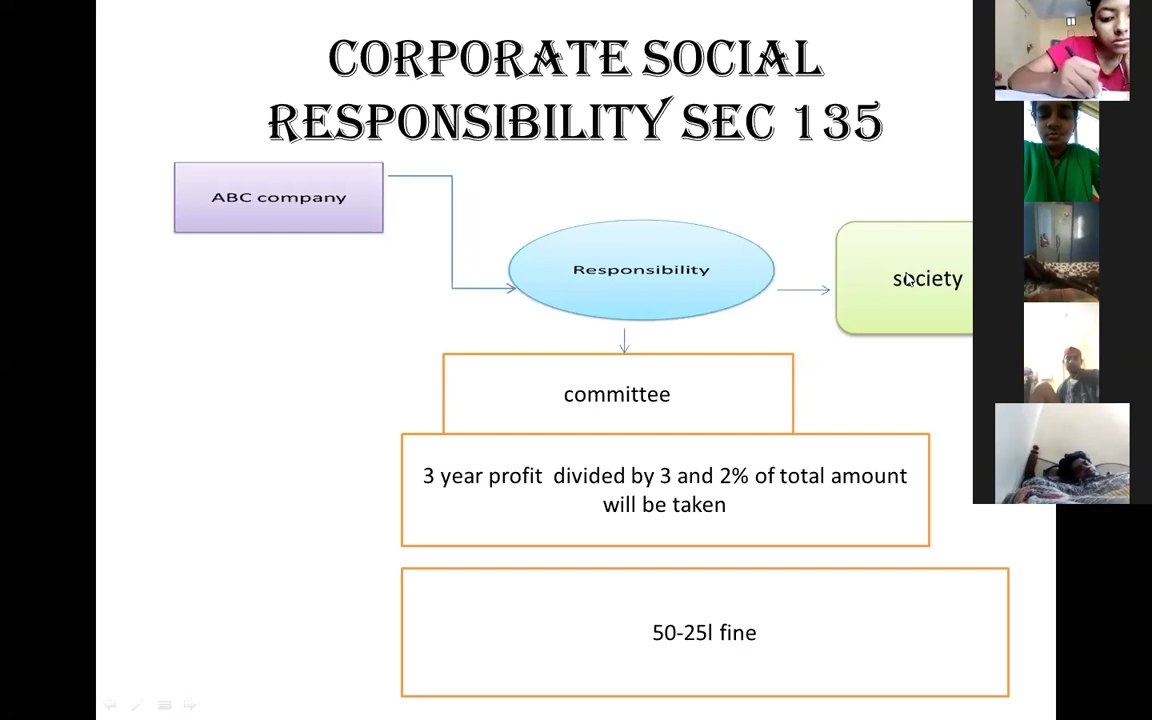 CORPORATE SOCIAL
RESPONSIBILITY SEC 135
ABC company
Responsibility
society
committee
3 year profit  divided by 3 and 2% of total amount
will be taken
50-25l fine